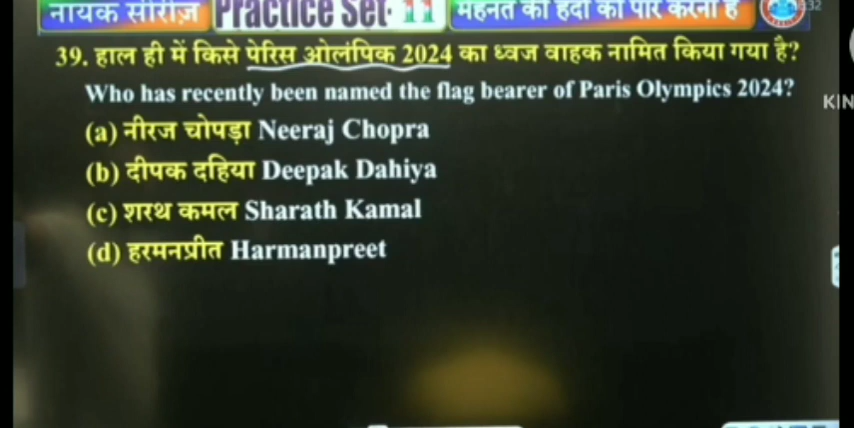 नायक सीरीज़ Practice Set- 11 मेहनत की हदों को पार करना है
39. हाल ही में किसे पेरिस ओलंपिक 2024 का ध्वज वाहक नामित किया गया है?
Who has recently been named the flag bearer of Paris Olympics 2024?
KIN
(a) नीरज चोपड़ा Neeraj Chopra
(b) दीपक दहिया Deepak Dahiya
(c) शरथ कमल Sharath Kamal
(d) हरमनप्रीत Harmanpreet